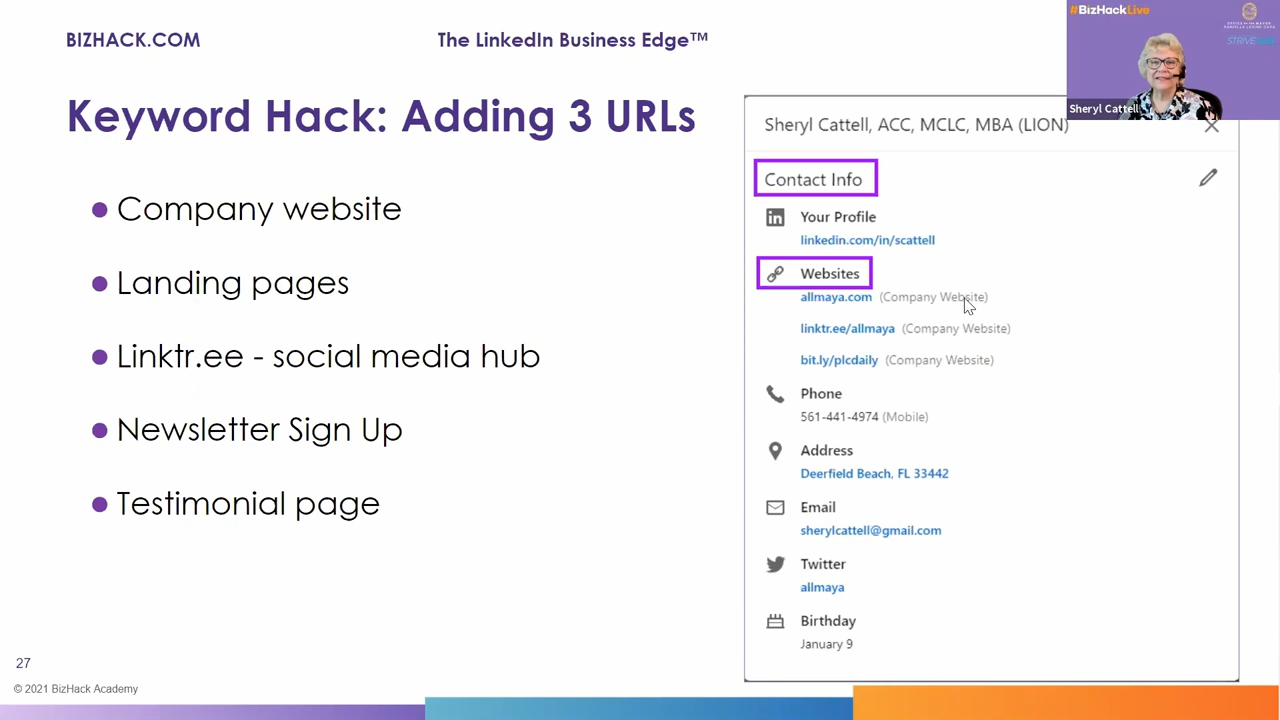 BIZHACK.COM
The LinkedIn Business Edge™
#BizHackLive
STRIVE
Sheryl Cattell
Keyword Hack: Adding 3 URLs
Company website
Landing pages
Linktr.ee - social media hub
Newsletter Sign Up
Testimonial page
Sheryl Cattell, ACC, MCLC, MBA (LION)
Contact Info
Your Profile
linkedin.com/in/scattell
Websites
allmaya.com (Company Website)
linktr.ee/allmaya (Company Website)
bit.ly/plcdaily (Company Website)
Phone
561-441-4974 (Mobile)
Address
Deerfield Beach, FL 33442
Email
sherylcattell@gmail.com
Twitter
allmaya
Birthday
January 9
27
© 2021 BizHack Academy